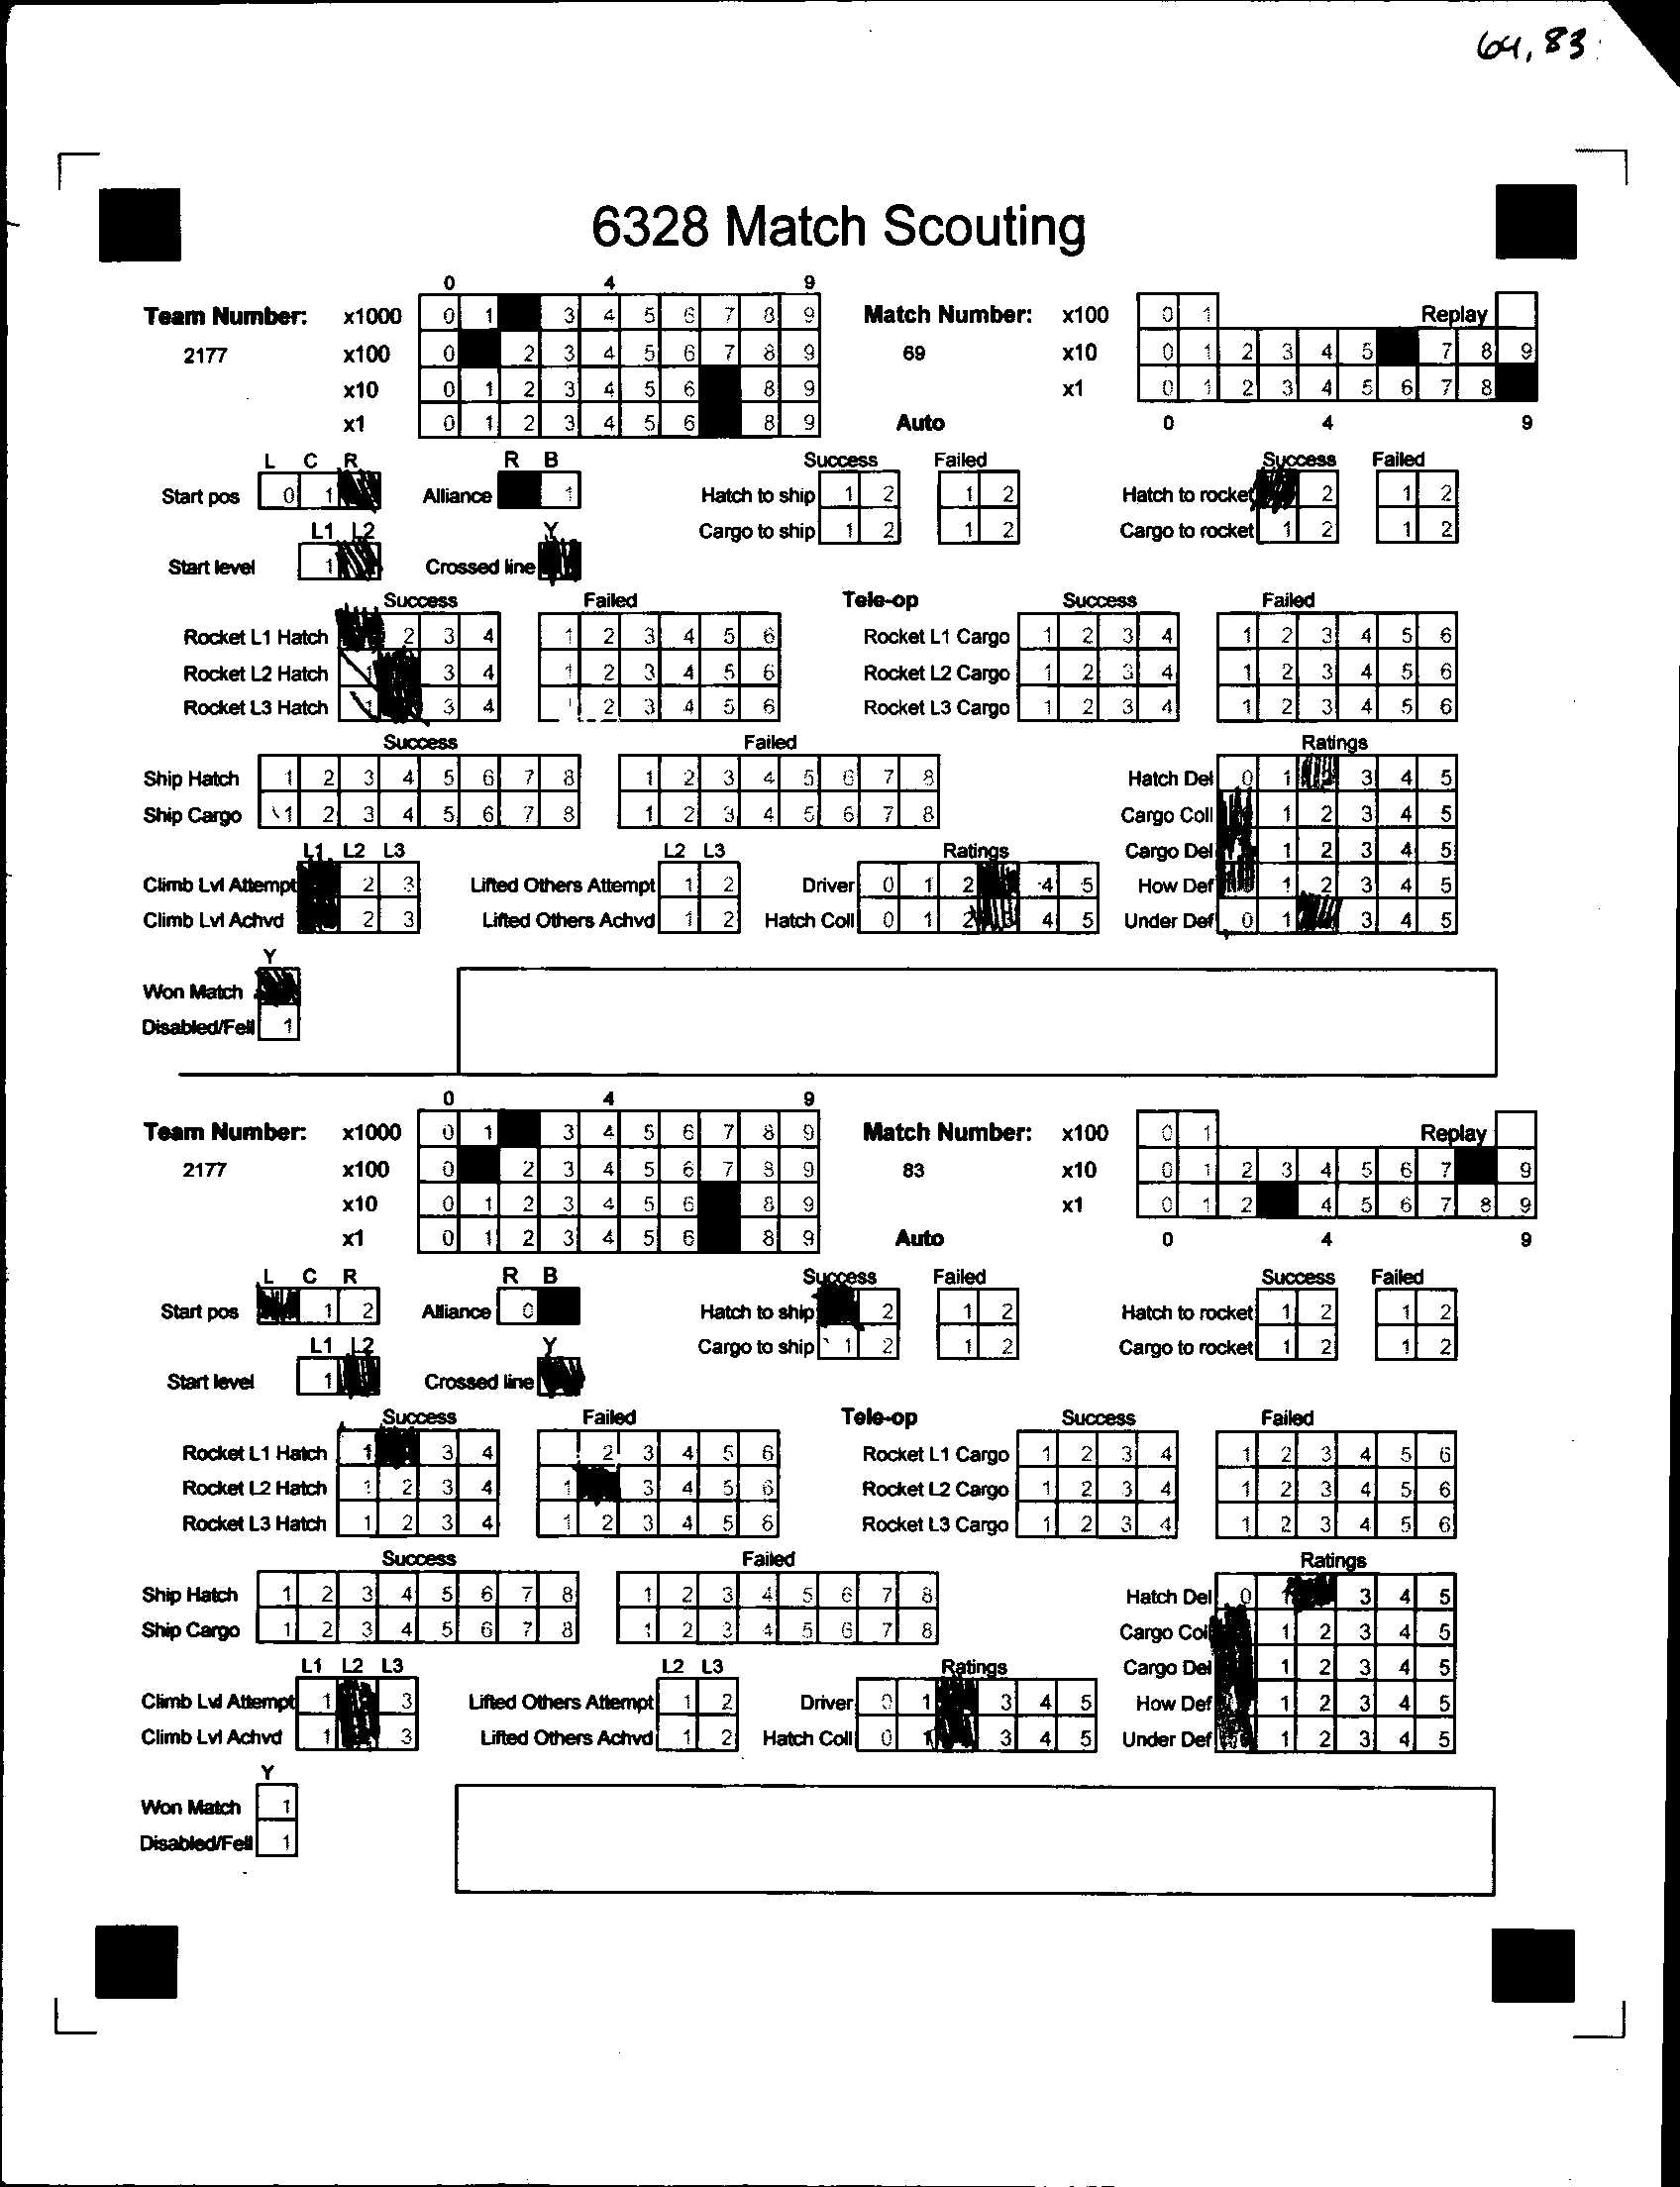 64, 83
6328 Match Scouting
0 4 9
Team Number: x1000 0 1 3 4 5 6 7 8 9 Match Number: x100 0 1 Replay
2177 x100 0 2 3 4 5 6 7 8 9 69 x10 0 1 2 3 4 5 7 8 9
x10 0 1 2 3 4 5 6 8 9 x1 0 1 2 3 4 5 6 7 8
x1 0 1 2 3 4 5 6 8 9 Auto 0 4 9
L C R R B Success Failed Success Failed
Start pos 0 1 Alliance 1 Hatch to ship 1 2 1 2 Hatch to rocket 2 1 2
L1 L2 Y Cargo to ship 1 2 1 2 Cargo to rocket 1 2 1 2
Start level 1 Crossed line
Success Failed Tele-op Success Failed
Rocket L1 Hatch 2 3 4 1 2 3 4 5 6 Rocket L1 Cargo 1 2 3 4 1 2 3 4 5 6
Rocket L2 Hatch 1 3 4 1 2 3 4 5 6 Rocket L2 Cargo 1 2 3 4 1 2 3 4 5 6
Rocket L3 Hatch 1 3 4 1 2 3 4 5 6 Rocket L3 Cargo 1 2 3 4 1 2 3 4 5 6
Success Failed Ratings
Ship Hatch 1 2 3 4 5 6 7 8 1 2 3 4 5 6 7 8 Hatch Del 0 1 3 4 5
Ship Cargo 1 2 3 4 5 6 7 8 1 2 3 4 5 6 7 8 Cargo Coll 1 2 3 4 5
L1 L2 L3 L2 L3 Ratings Cargo Del 1 2 3 4 5
Climb Lvl Attempt 2 3 Lifted Others Attempt 1 2 Driver 0 1 2 4 5 How Def 1 2 3 4 5
Climb Lvl Achvd 2 3 Lifted Others Achvd 1 2 Hatch Coll 0 1 2 3 4 5 Under Def 0 1 3 4 5
Y
Won Match
Disabled/Fell 1
0 4 9
Team Number: x1000 0 1 3 4 5 6 7 8 9 Match Number: x100 0 1 Replay
2177 x100 0 2 3 4 5 6 7 8 9 83 x10 0 1 2 3 4 5 6 7 9
x10 0 1 2 3 4 5 6 8 9 x1 0 1 2 4 5 6 7 8 9
x1 0 1 2 3 4 5 6 8 9 Auto 0 4 9
L C R R B Success Failed Success Failed
Start pos 1 2 Alliance 0 Hatch to ship 2 1 2 Hatch to rocket 1 2 1 2
L1 L2 Y Cargo to ship 1 2 1 2 Cargo to rocket 1 2 1 2
Start level 1 Crossed line
Success Failed Tele-op Success Failed
Rocket L1 Hatch 1 3 4 2 3 4 5 6 Rocket L1 Cargo 1 2 3 4 1 2 3 4 5 6
Rocket L2 Hatch 1 2 3 4 1 3 4 5 6 Rocket L2 Cargo 1 2 3 4 1 2 3 4 5 6
Rocket L3 Hatch 1 2 3 4 1 2 3 4 5 6 Rocket L3 Cargo 1 2 3 4 1 2 3 4 5 6
Success Failed Ratings
Ship Hatch 1 2 3 4 5 6 7 8 1 2 3 4 5 6 7 8 Hatch Del 0 1 3 4 5
Ship Cargo 1 2 3 4 5 6 7 8 1 2 3 4 5 6 7 8 Cargo Coll 1 2 3 4 5
L1 L2 L3 L2 L3 Ratings Cargo Del 1 2 3 4 5
Climb Lvl Attempt 1 3 Lifted Others Attempt 1 2 Driver 0 1 3 4 5 How Def 1 2 3 4 5
Climb Lvl Achvd 1 3 Lifted Others Achvd 1 2 Hatch Coll 0 1 3 4 5 Under Def 1 2 3 4 5
Y
Won Match 1
Disabled/Fell 1